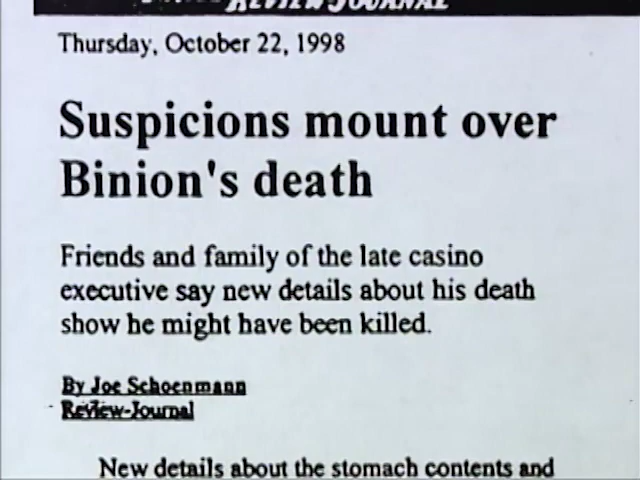 REVIEW-JOURNAL
Thursday, October 22, 1998
Suspicions mount over
Binion's death
Friends and family of the late casino
executive say new details about his death
show he might have been killed.
By Joe Schoenmann
Review-Journal
New details about the stomach contents and